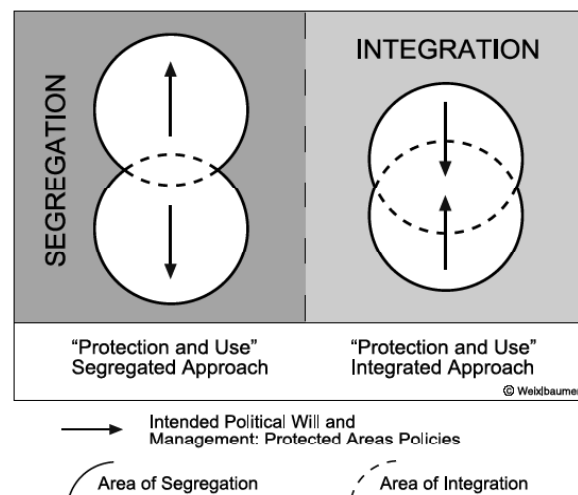 SEGREGATION
INTEGRATION
“Protection and Use”
Segregated Approach
“Protection and Use”
Integrated Approach
© Weixlbaumer
Intended Political Will and
Management: Protected Areas Policies
Area of Segregation
Area of Integration